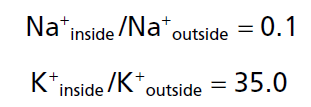 Na⁺inside/Na⁺outside = 0.1
K⁺inside/K⁺outside = 35.0